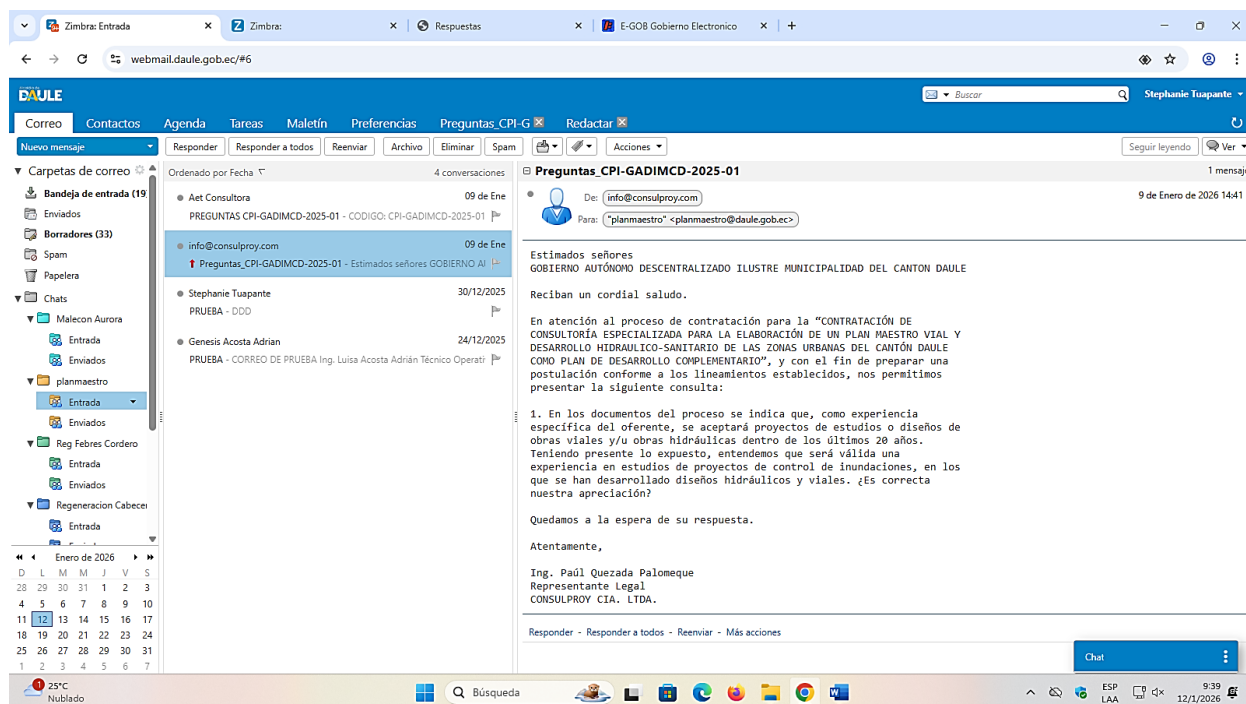 Zimbra: Entrada
Zimbra:
Respuestas
E-GOB Gobierno Electronico
webmail.daule.gob.ec/#6
DAULE
Buscar
Stephanie Tuapante
Correo Contactos Agenda Tareas Maletín Preferencias Preguntas_CPI-G Redactar
Nuevo mensaje
Responder Responder a todos Reenviar Archivo Eliminar Spam Acciones
Seguir leyendo Ver
Carpetas de correo
Bandeja de entrada (19
Enviados
Borradores (33)
Spam
Papelera
Chats
Malecon Aurora
Entrada
Enviados
planmaestro
Entrada
Enviados
Reg Febres Cordero
Entrada
Enviados
Regeneracion Cabecer
Entrada
Enero de 2026
D L M M J V S
28 29 30 31 1 2 3
4 5 6 7 8 9 10
11 12 13 14 15 16 17
18 19 20 21 22 23 24
25 26 27 28 29 30 31
1 2 3 4 5 6 7
Ordenado por Fecha 4 conversaciones
Aet Consultora 09 de Ene
PREGUNTAS CPI-GADIMCD-2025-01 - CODIGO: CPI-GADIMCD-2025-01
info@consulproy.com 09 de Ene
Preguntas_CPI-GADIMCD-2025-01 - Estimados señores GOBIERNO AI
Stephanie Tuapante 30/12/2025
PRUEBA - DDD
Genesis Acosta Adrian 24/12/2025
PRUEBA - CORREO DE PRUEBA Ing. Luisa Acosta Adrián Técnico Operati
Preguntas_CPI-GADIMCD-2025-01 1 mensaj
De: info@consulproy.com 9 de Enero de 2026 14:41
Para: "planmaestro" <planmaestro@daule.gob.ec>
Estimados señores
GOBIERNO AUTÓNOMO DESCENTRALIZADO ILUSTRE MUNICIPALIDAD DEL CANTON DAULE
Reciban un cordial saludo.
En atención al proceso de contratación para la “CONTRATACIÓN DE
CONSULTORÍA ESPECIALIZADA PARA LA ELABORACIÓN DE UN PLAN MAESTRO VIAL Y
DESARROLLO HIDRAULICO-SANITARIO DE LAS ZONAS URBANAS DEL CANTÓN DAULE
COMO PLAN DE DESARROLLO COMPLEMENTARIO”, y con el fin de preparar una
postulación conforme a los lineamientos establecidos, nos permitimos
presentar la siguiente consulta:
1. En los documentos del proceso se indica que, como experiencia
específica del oferente, se aceptará proyectos de estudios o diseños de
obras viales y/u obras hidráulicas dentro de los últimos 20 años.
Teniendo presente lo expuesto, entendemos que será válida una
experiencia en estudios de proyectos de control de inundaciones, en los
que se han desarrollado diseños hidráulicos y viales. ¿Es correcta
nuestra apreciación?
Quedamos a la espera de su respuesta.
Atentamente,
Ing. Paúl Quezada Palomeque
Representante Legal
CONSULPROY CIA. LTDA.
Responder - Responder a todos - Reenviar - Más acciones
Chat
1
25°C
Nublado
Búsqueda
ESP
LAA
9:39
12/1/2026